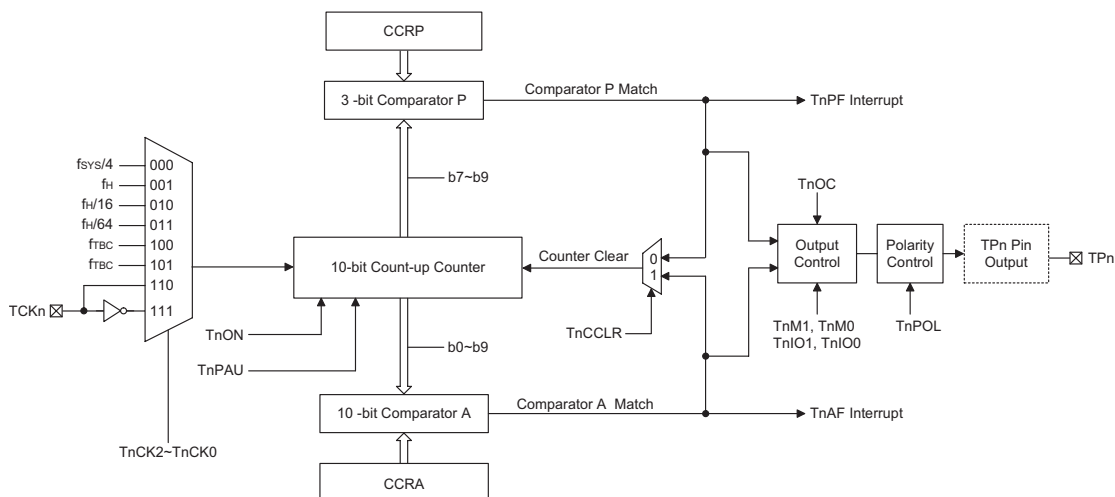 CCRP
3 -bit Comparator P
Comparator P Match
TnPF Interrupt
b7~b9
fSYS/4
000
fH
001
fH/16
010
fH/64
011
fTBC
100
fTBC
101
110
TCKn
111
TnCK2~TnCK0
10-bit Count-up Counter
TnON
TnPAU
Counter Clear
0
1
TnCCLR
TnOC
Output
Control
TnM1, TnM0
TnIO1, TnIO0
Polarity
Control
TnPOL
TPn Pin
Output
TPn
b0~b9
10 -bit Comparator A
Comparator A Match
TnAF Interrupt
CCRA